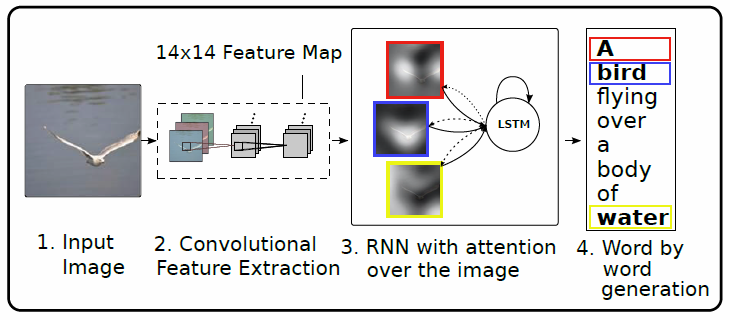 14x14 Feature Map
LSTM
A
bird
flying
over
a
body
of
water
1. Input
Image
2. Convolutional
Feature Extraction
3. RNN with attention
over the image
4. Word by
word
generation